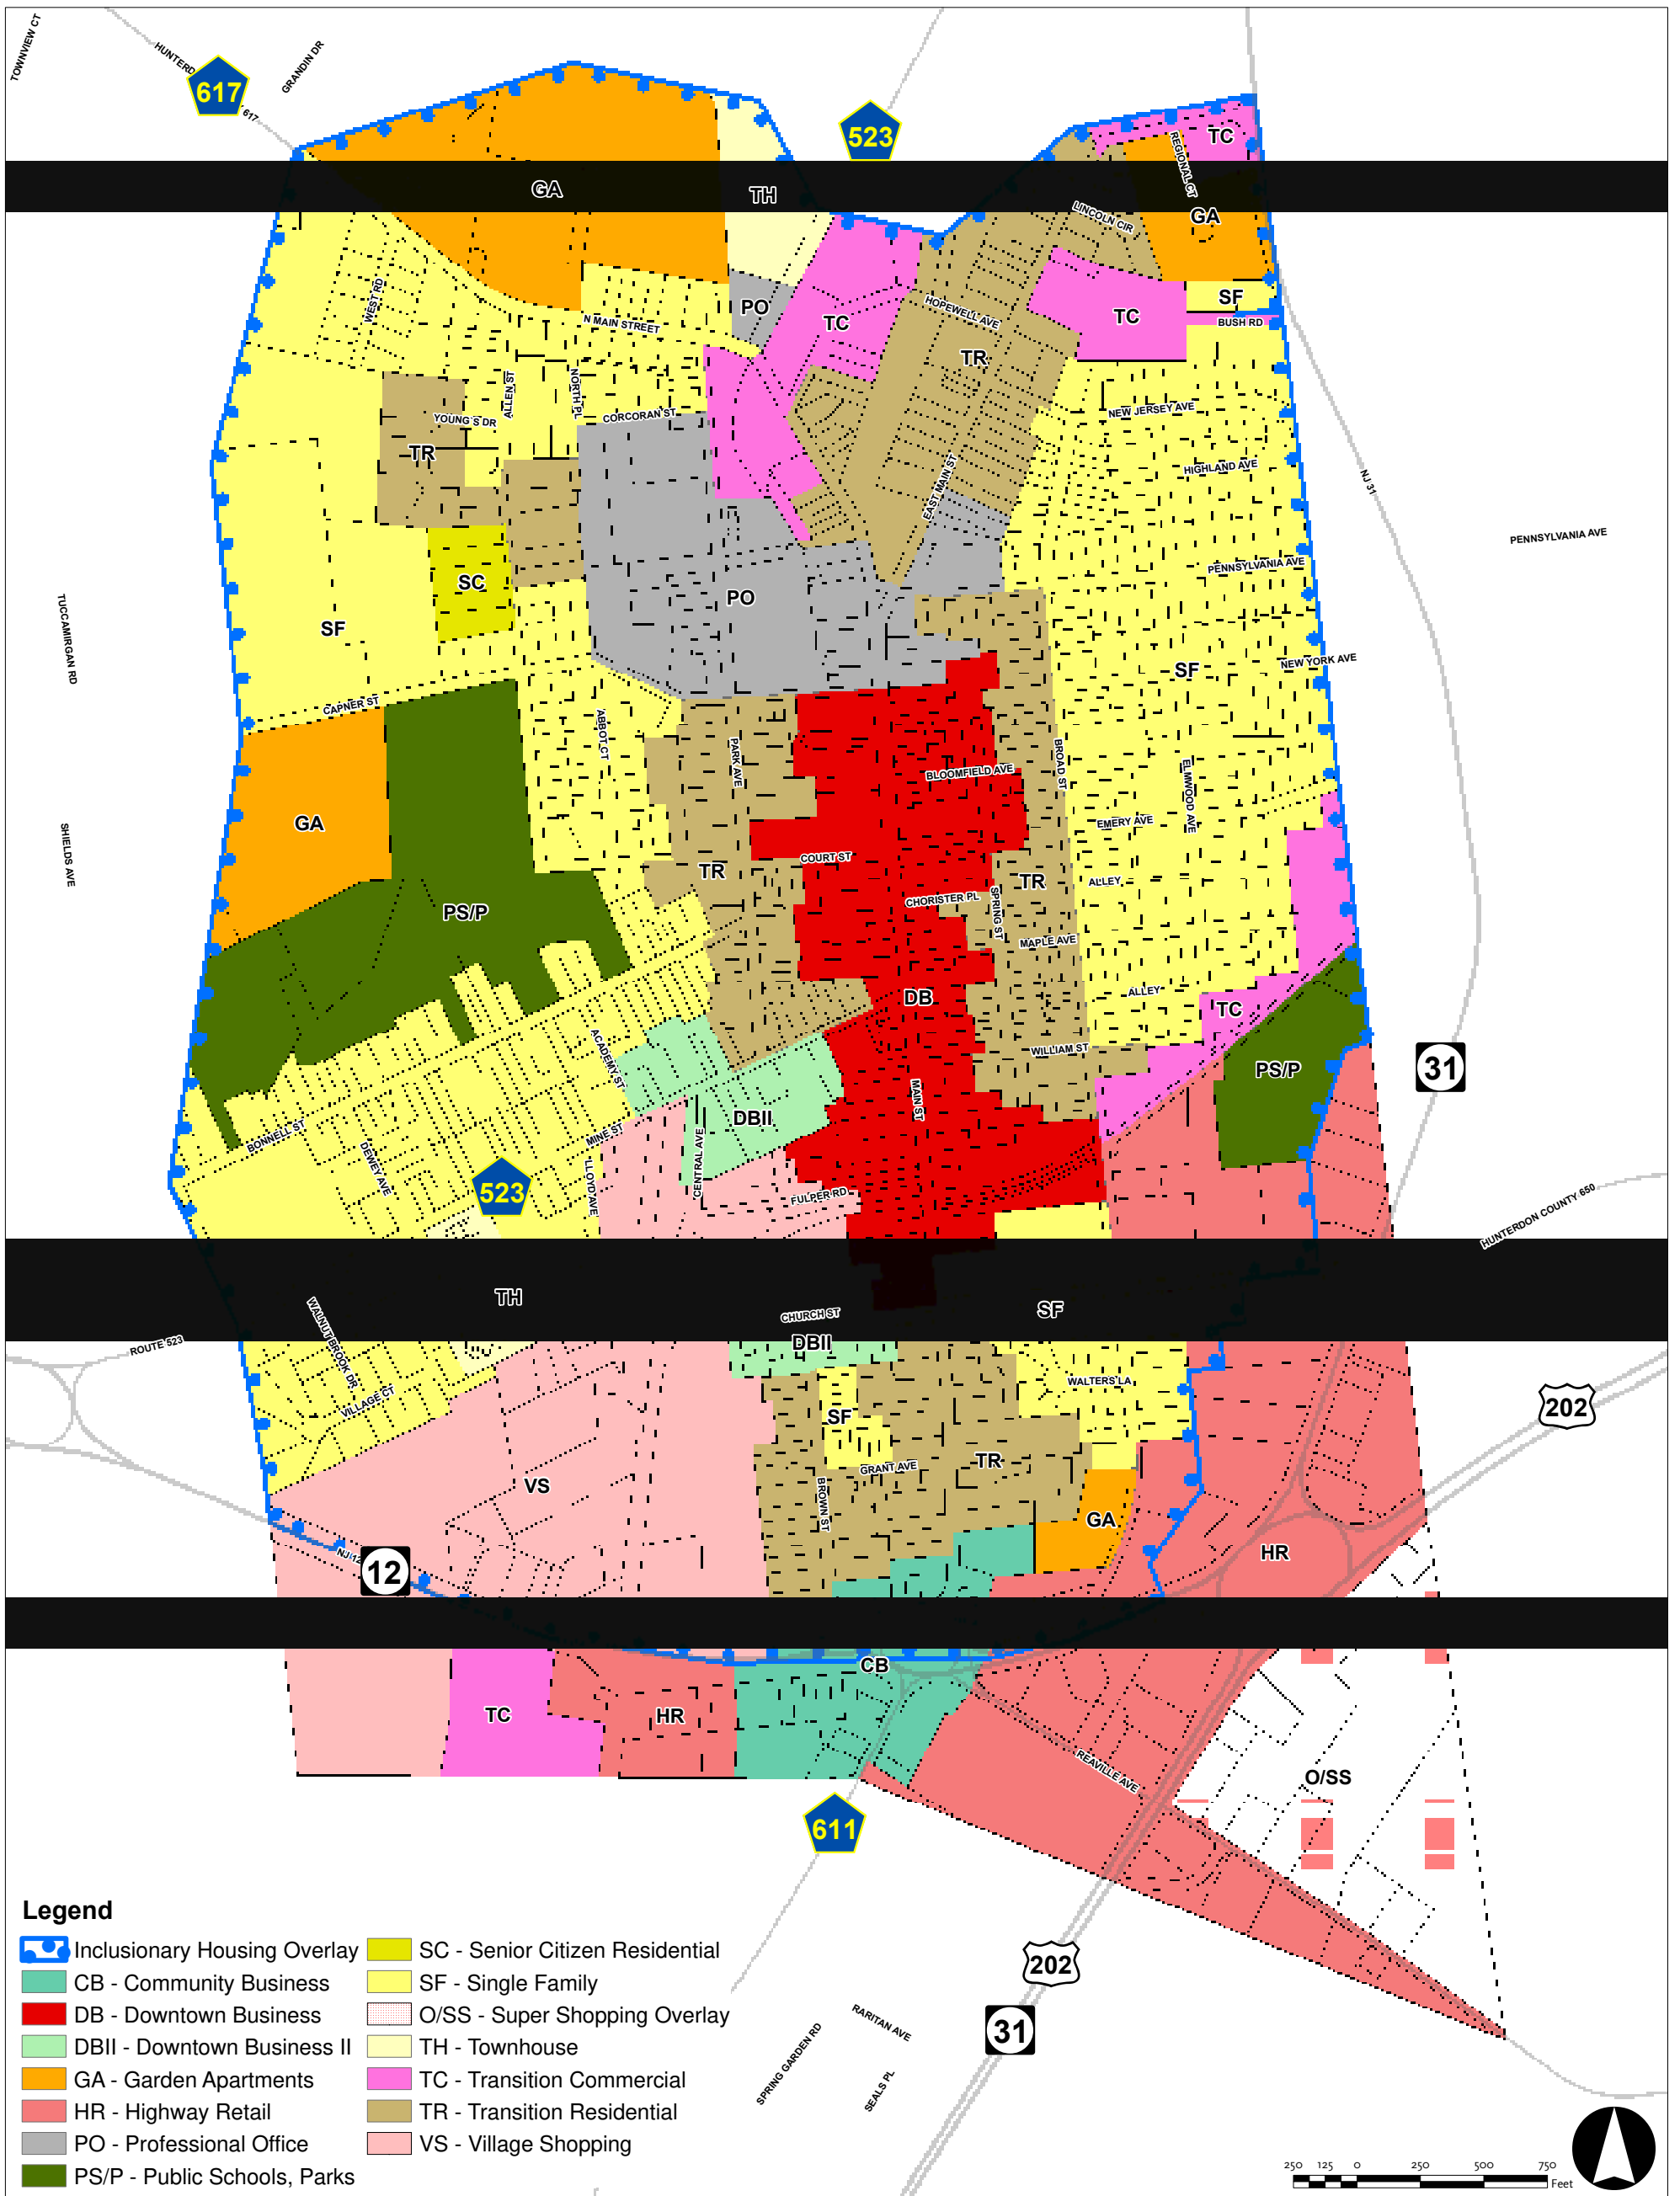 TOWNVIEW CT
HUNTERD
617
617
GRANDIN DR
523
TC
REGIONAL CT
GA
TH
GA
LINCOLN CIR
WEST RD
N MAIN STREET
PO
TC
HOPEWELL AVE
TC
SF
BUSH RD
TR
ALLEN ST
NORTH PL
CORCORAN ST
YOUNG'S DR
TR
NEW JERSEY AVE
HIGHLAND AVE
EAST MAIN ST
NJ 31
PENNSYLVANIA AVE
PENNSYLVANIA AVE
SC
PO
SF
TUCCAMIRGAN RD
SF
NEW YORK AVE
CAPNER ST
ABBOT CT
PARK AVE
BROAD ST
BLOOMFIELD AVE
ELMWOOD AVE
GA
EMERY AVE
SHIELDS AVE
COURT ST
TR
TR
ALLEY
CHORISTER PL
SPRING ST
PS/P
MAPLE AVE
DB
ALLEY
TC
ACADEMY ST
WILLIAM ST
PS/P
31
MAIN ST
DBII
BONNELL ST
MINE ST
CENTRAL AVE
DEWEY AVE
523
LLOYD AVE
FULPER RD
HUNTERDON COUNTY 650
TH
SF
CHURCH ST
WALNUT BROOK DR
ROUTE 523
DBII
WALTERS LA
VILLAGE CT
202
SF
GRANT AVE
TR
VS
BROWN ST
GA
HR
NJ 12
12
CB
TC
HR
REAVILLE AVE
O/SS
611
202
31
RARITAN AVE
SPRING GARDEN RD
SEALS PL
Legend
Inclusionary Housing Overlay
CB - Community Business
DB - Downtown Business
DBII - Downtown Business II
GA - Garden Apartments
HR - Highway Retail
PO - Professional Office
PS/P - Public Schools, Parks
SC - Senior Citizen Residential
SF - Single Family
O/SS - Super Shopping Overlay
TH - Townhouse
TC - Transition Commercial
TR - Transition Residential
VS - Village Shopping
250 125 0 250 500 750
Feet